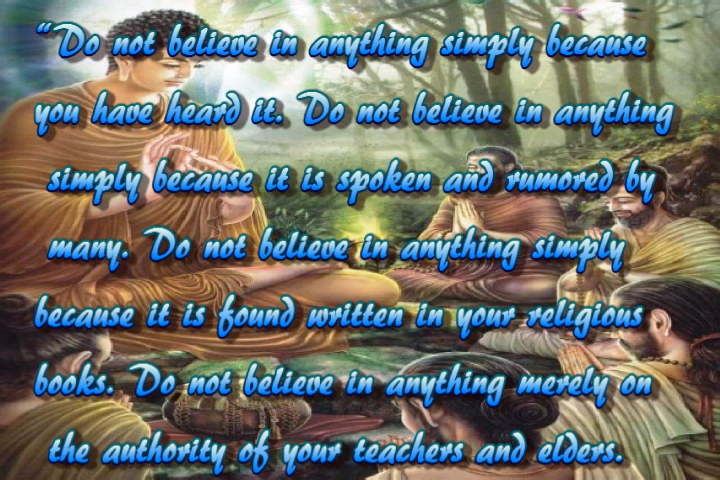 “Do not believe in anything simply because
you have heard it. Do not believe in anything
simply because it is spoken and rumored by
many. Do not believe in anything simply
because it is found written in your religious
books. Do not believe in anything merely on
the authority of your teachers and elders.